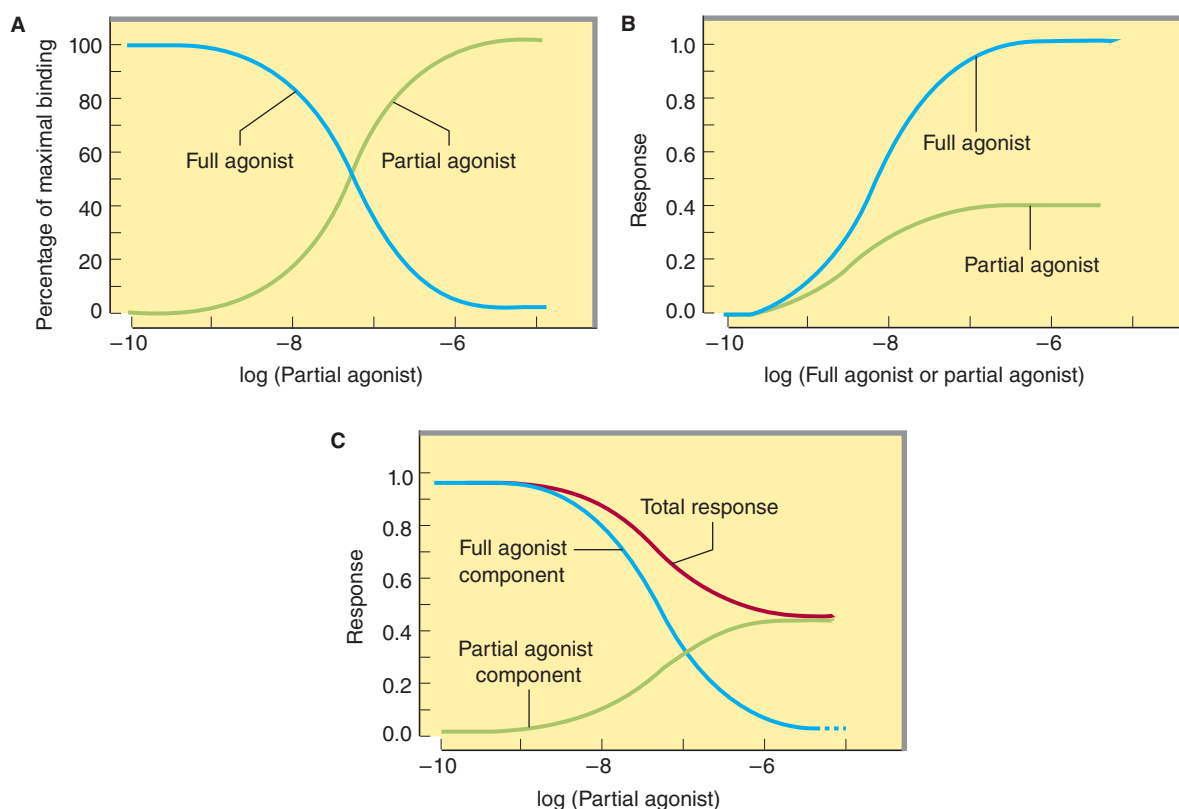 A
Percentage of maximal binding
100
80
60
40
20
0
Full agonist
Partial agonist
−10
−8
−6
log (Partial agonist)
B
Response
1.0
0.8
0.6
0.4
0.2
0.0
Full agonist
Partial agonist
−10
−8
−6
log (Full agonist or partial agonist)
C
Response
1.0
0.8
0.6
0.4
0.2
0.0
Total response
Full agonist
component
Partial agonist
component
−10
−8
−6
log (Partial agonist)